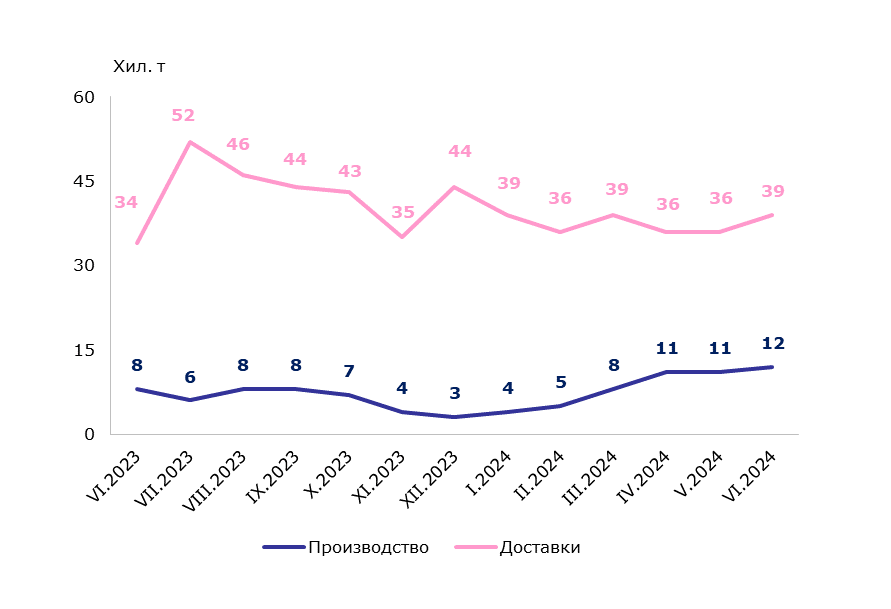 Хил. т
60
45
30
15
0
34
52
46
44
43
35
44
39
36
39
36
36
39
8
6
8
8
7
4
3
4
5
8
11
11
12
VI.2023
VII.2023
VIII.2023
IX.2023
X.2023
XI.2023
XII.2023
I.2024
II.2024
III.2024
IV.2024
V.2024
VI.2024
Производство
Доставки